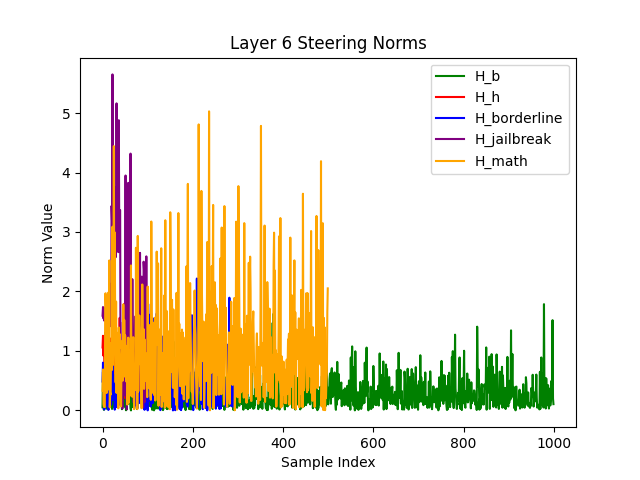 Layer 6 Steering Norms
H_b
H_h
H_borderline
H_jailbreak
H_math
Norm Value
5
4
3
2
1
0
0
200
400
600
800
1000
Sample Index